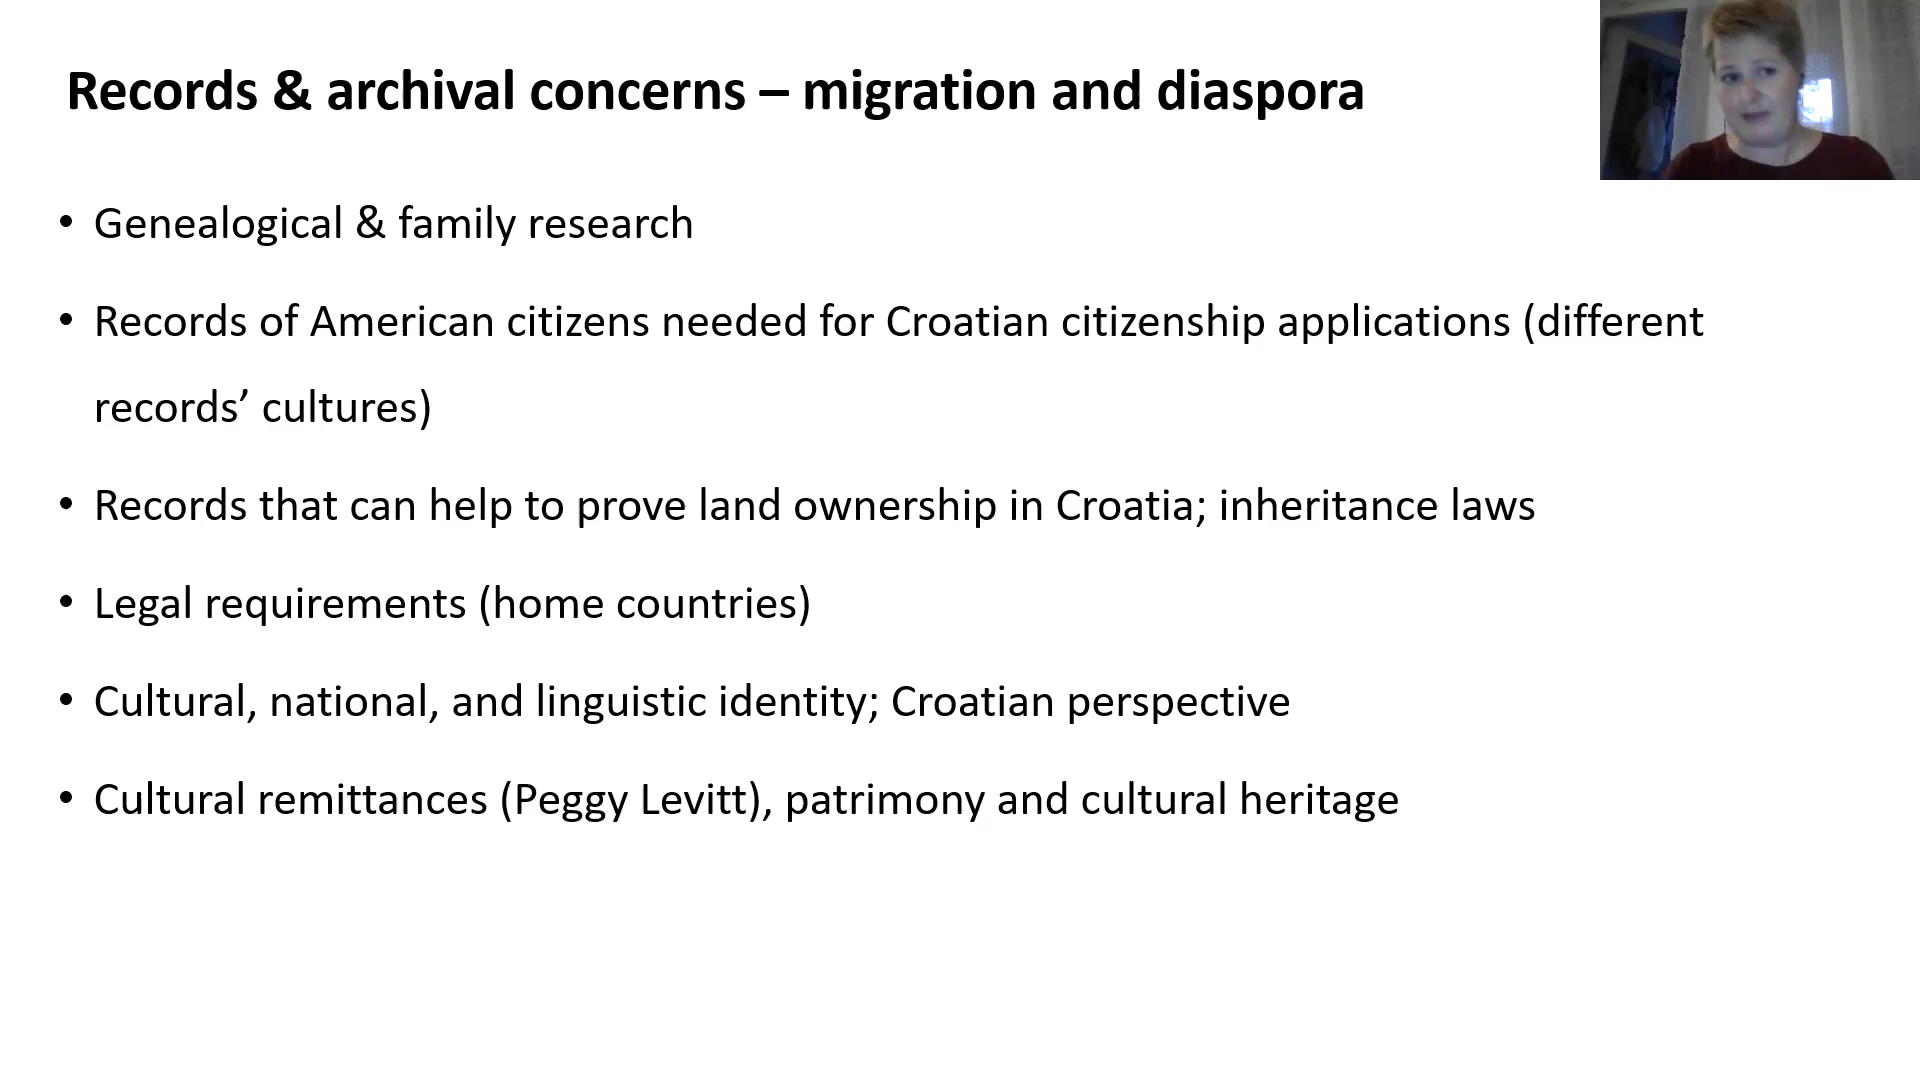 Records & archival concerns – migration and diaspora
• Genealogical & family research
• Records of American citizens needed for Croatian citizenship applications (different
records’ cultures)
• Records that can help to prove land ownership in Croatia; inheritance laws
• Legal requirements (home countries)
• Cultural, national, and linguistic identity; Croatian perspective
• Cultural remittances (Peggy Levitt), patrimony and cultural heritage